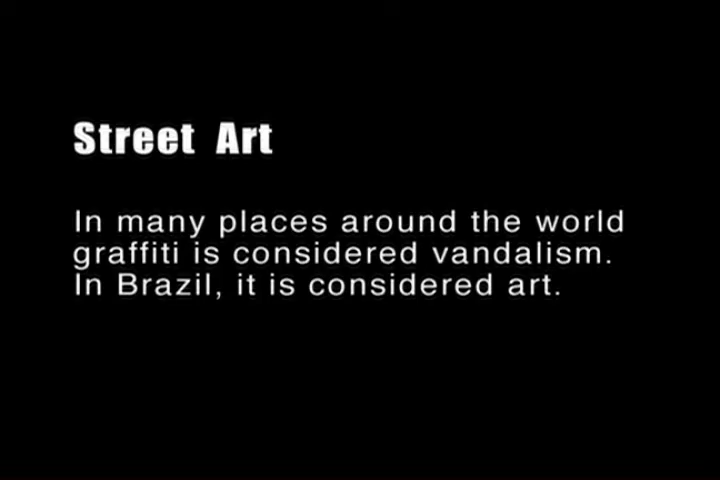 Street Art
In many places around the world
graffiti is considered vandalism.
In Brazil, it is considered art.